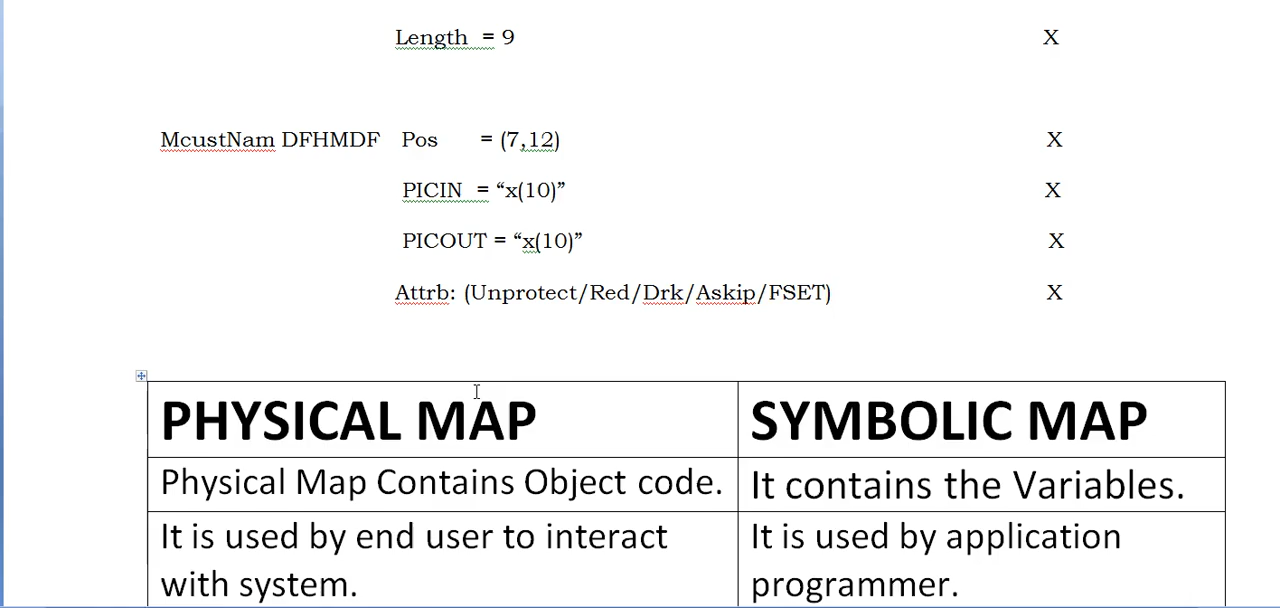 Length = 9 X
McustNam DFHMDF Pos = (7,12) X
PICIN = “x(10)” X
PICOUT = “x(10)” X
Attrb: (Unprotect/Red/Drk/Askip/FSET) X
PHYSICAL MAP SYMBOLIC MAP
Physical Map Contains Object code. It contains the Variables.
It is used by end user to interact It is used by application
with system. programmer.